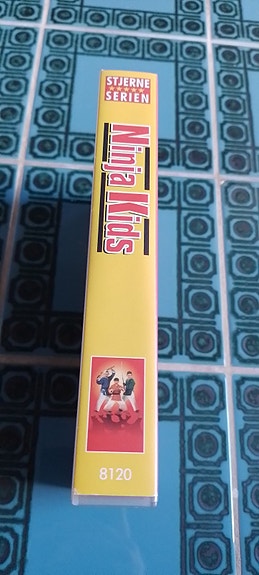 STJERNE
★★★★★
SERIEN
Ninja Kids
8120